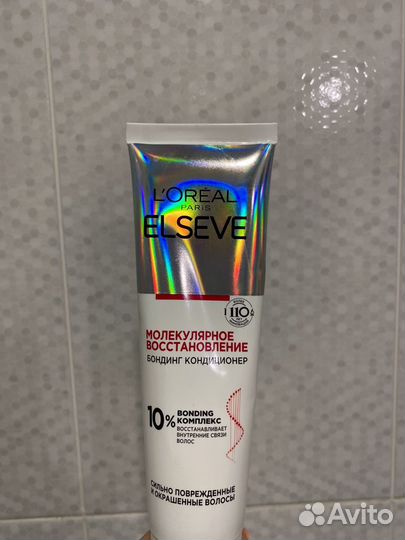 L'ORÉAL
PARIS
ELSEVE
110
МОЛЕКУЛЯРНОЕ
ВОССТАНОВЛЕНИЕ
БОНДИНГ КОНДИЦИОНЕР
10% BONDING
КОМПЛЕКС
ВОССТАНАВЛИВАЕТ
ВНУТРЕННИЕ СВЯЗИ
ВОЛОС
СИЛЬНО ПОВРЕЖДЕННЫЕ
И ОКРАШЕННЫЕ ВОЛОСЫ
Avito